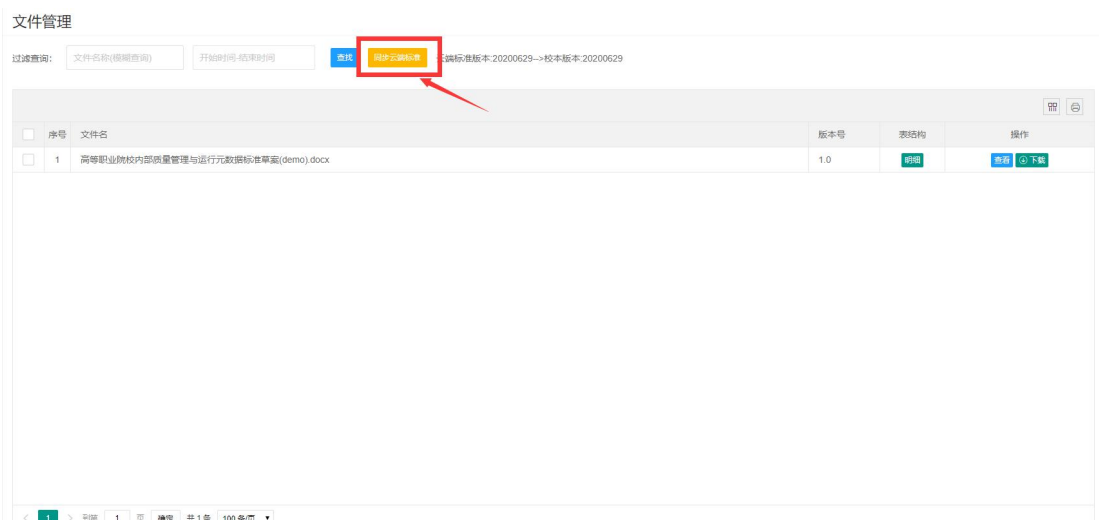 文件管理
过滤查询: 文件名称(模糊查询) 开始时间-结束时间 查找 同步云端标准 云端标准版本:20200629-->校本版本:20200629
序号 文件名 版本号 表结构 操作
1 高等职业院校内部质量管理与运行元数据标准草案(demo).docx 1.0 明细 查看 下载
< 1 > 到第 1 页 确定 共 1 条 100 条/页